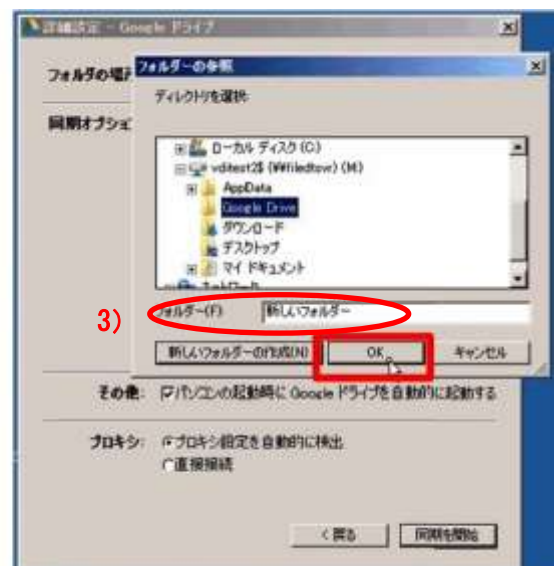 詳細設定 - Google ドライブ
フォルダの場所
フォルダーの参照
ディレクトリを選択
同期オプション
ローカル ディスク (C)
vditest2$ (¥¥filedtsvr) (M)
AppData
Google Drive
ダウンロード
デスクトップ
マイ ドキュメント
ネットワーク
3)
フォルダー(F)
新しいフォルダー
新しいフォルダーの作成(N)
OK
キャンセル
その他:
パソコンの起動時に Google ドライブを自動的に起動する
プロキシ:
プロキシ設定を自動的に検出
直接接続
< 戻る
同期を開始